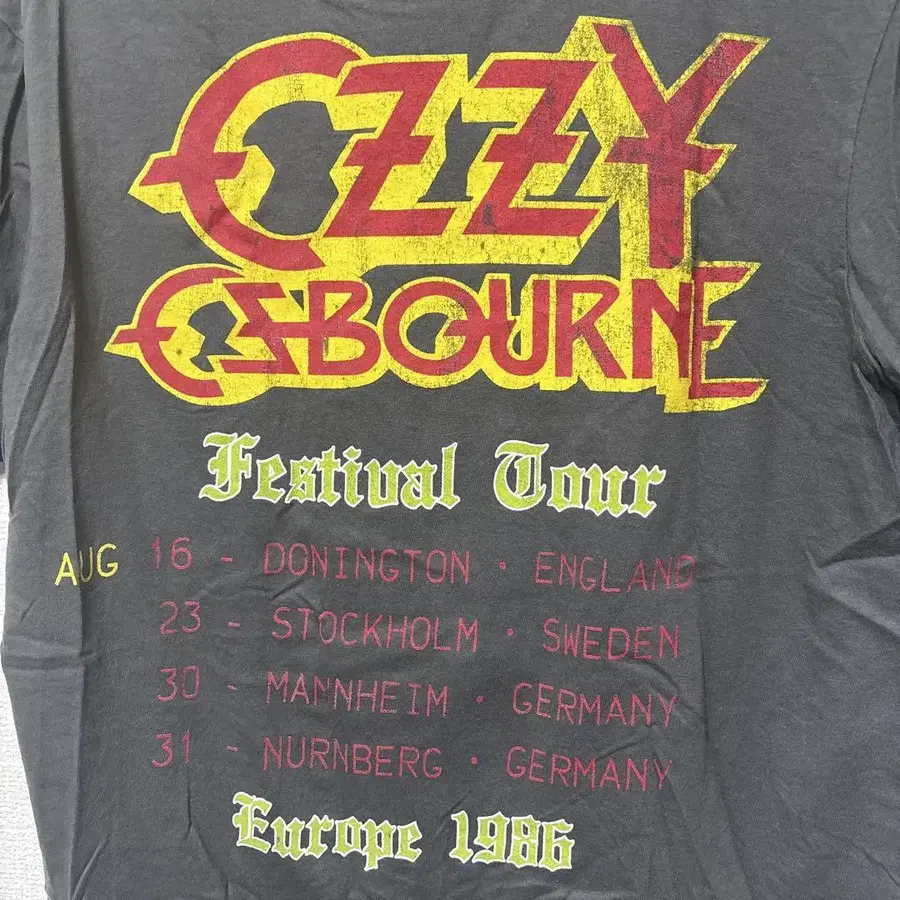 OZZY
OSBOURNE
Festival Tour
AUG 16 - DONINGTON · ENGLAND
23 - STOCKHOLM · SWEDEN
30 - MANNHEIM · GERMANY
31 - NURNBERG · GERMANY
Europe 1986